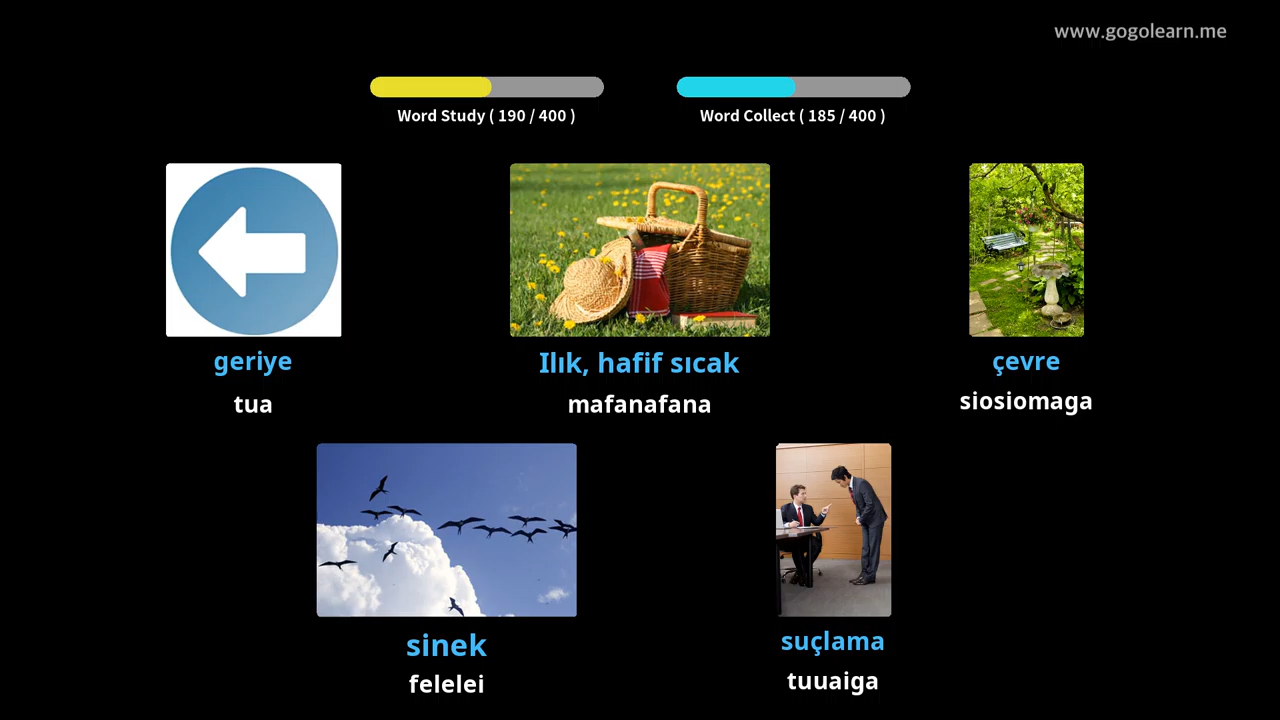 www.gogolearn.me
Word Study ( 190 / 400 )
Word Collect ( 185 / 400 )
geriye
tua
Ilık, hafif sıcak
mafanafana
çevre
siosiomaga
sinek
felelei
suçlama
tuuaiga